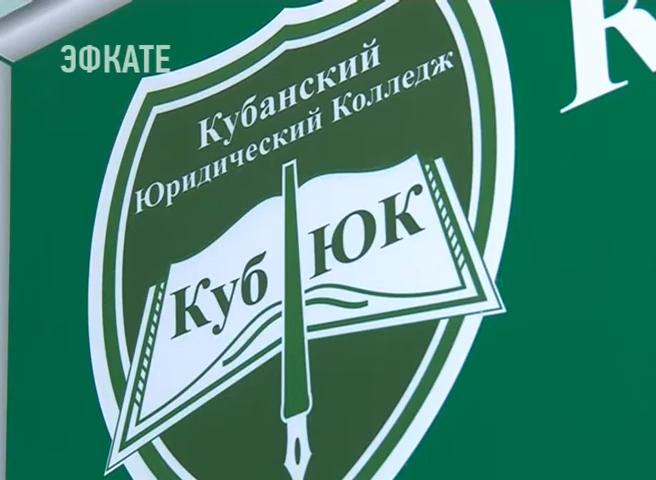 ЭФКАТЕ
Кубанский
Юридический Колледж
Куб ЮК